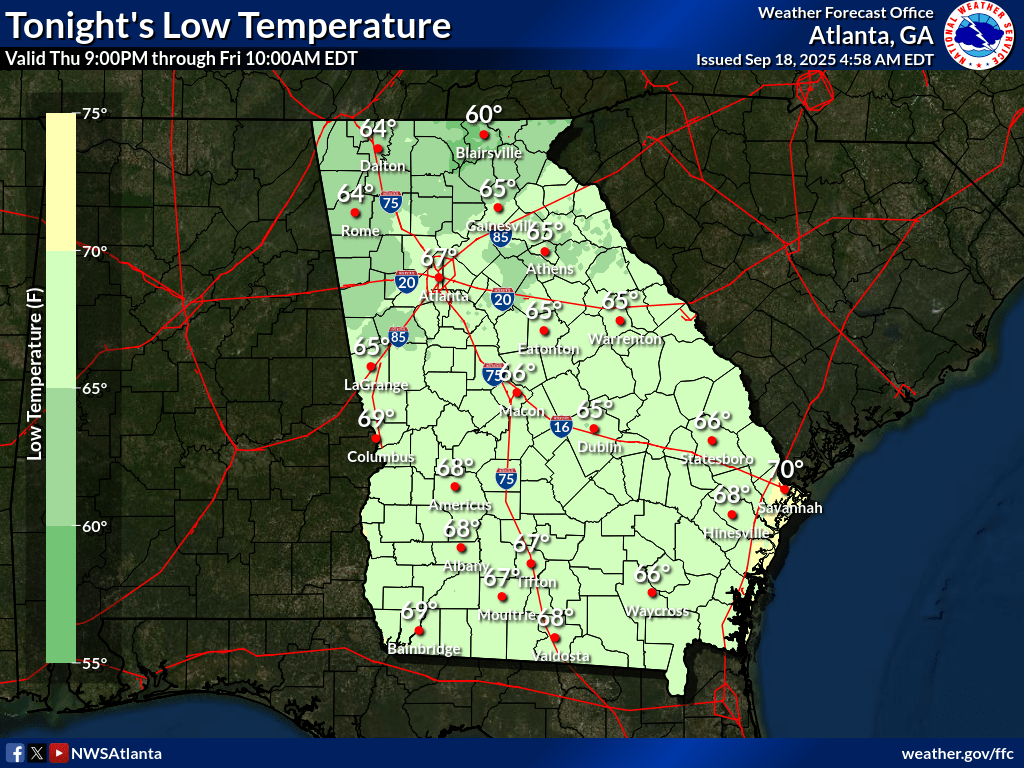 Tonight's Low Temperature
Valid Thu 9:00PM through Fri 10:00AM EDT
Weather Forecast Office
Atlanta, GA
Issued Sep 18, 2025 4:58 AM EDT
NATIONAL WEATHER SERVICE
Low Temperature (F)
75°
70°
65°
60°
55°
64°
Dalton
60°
Blairsville
64°
Rome
75
65°
Gainesville
85
65°
Athens
67°
Atlanta
20
20
65°
Eatonton
65°
Warrenton
85
65°
LaGrange
75
66°
Macon
69°
Columbus
16
65°
Dublin
66°
Statesboro
68°
Americus
75
70°
Savannah
68°
Hinesville
68°
Albany
67°
Tifton
67°
Moultrie
66°
Waycross
69°
Bainbridge
68°
Valdosta
NWSAtlanta
weather.gov/ffc